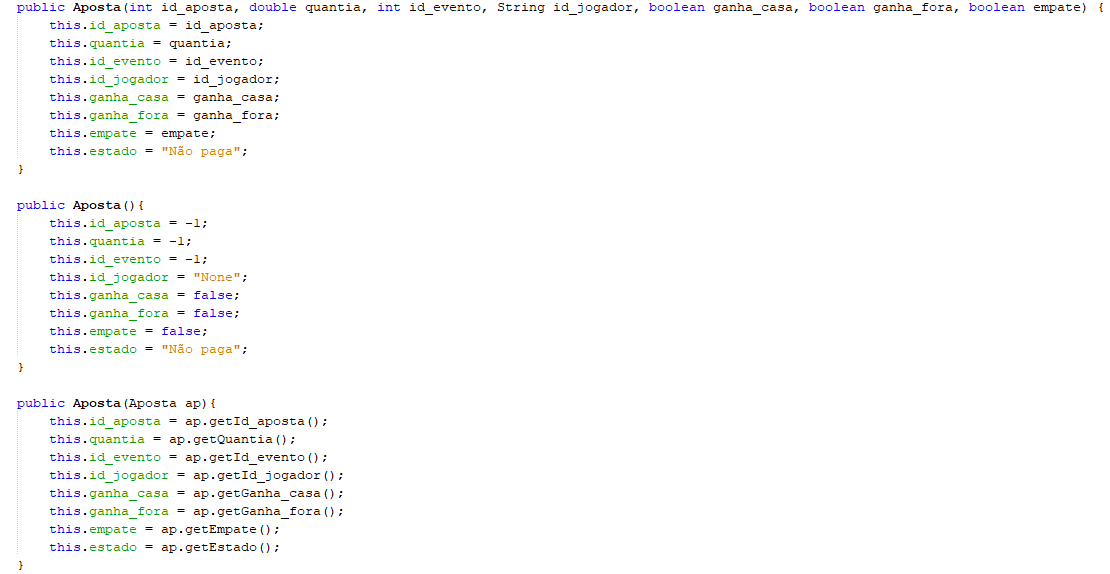 public Aposta(int id_aposta, double quantia, int id_evento, String id_jogador, boolean ganha_casa, boolean ganha_fora, boolean empate) {
this.id_aposta = id_aposta;
this.quantia = quantia;
this.id_evento = id_evento;
this.id_jogador = id_jogador;
this.ganha_casa = ganha_casa;
this.ganha_fora = ganha_fora;
this.empate = empate;
this.estado = "Não paga";
}
public Aposta(){
this.id_aposta = -1;
this.quantia = -1;
this.id_evento = -1;
this.id_jogador = "None";
this.ganha_casa = false;
this.ganha_fora = false;
this.empate = false;
this.estado = "Não paga";
}
public Aposta(Aposta ap){
this.id_aposta = ap.getId_aposta();
this.quantia = ap.getQuantia();
this.id_evento = ap.getId_evento();
this.id_jogador = ap.getId_jogador();
this.ganha_casa = ap.getGanha_casa();
this.ganha_fora = ap.getGanha_fora();
this.empate = ap.getEmpate();
this.estado = ap.getEstado();
}